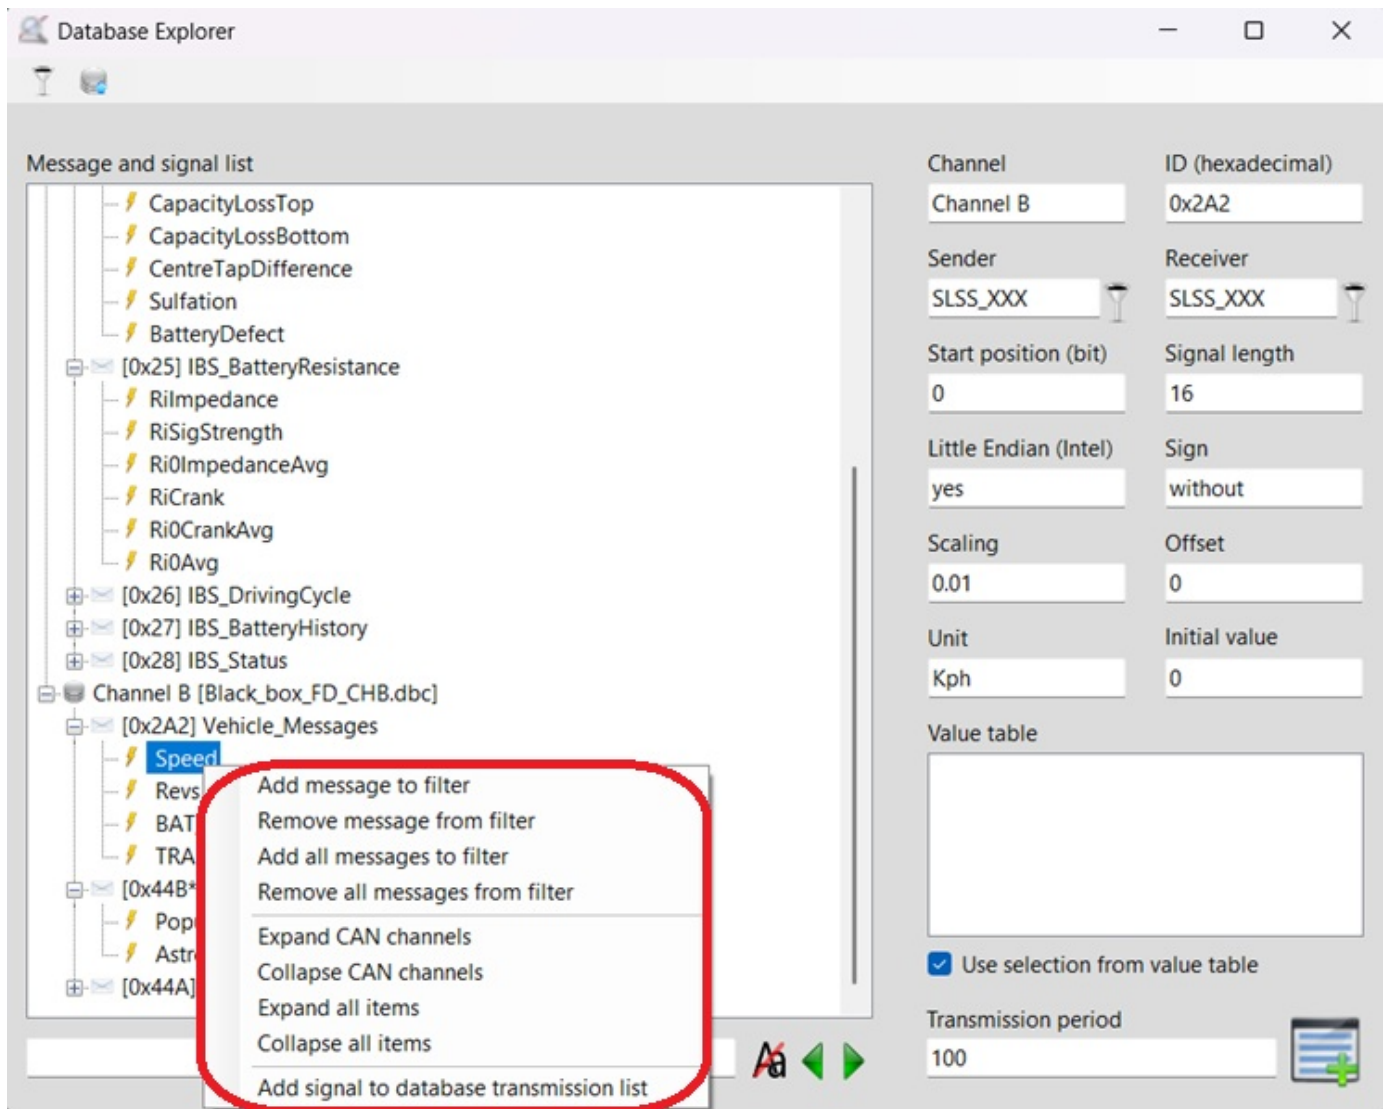 Database Explorer
Message and signal list
CapacityLossTop
CapacityLossBottom
CentreTapDifference
Sulfation
BatteryDefect
[0x25] IBS_BatteryResistance
RiImpedance
RiSigStrength
Ri0ImpedanceAvg
RiCrank
Ri0CrankAvg
Ri0Avg
[0x26] IBS_DrivingCycle
[0x27] IBS_BatteryHistory
[0x28] IBS_Status
Channel B [Black_box_FD_CHB.dbc]
[0x2A2] Vehicle_Messages
Speed
Revs
BAT
TRA
[0x44B*
Popu
Astr
[0x44A]
Add message to filter
Remove message from filter
Add all messages to filter
Remove all messages from filter
Expand CAN channels
Collapse CAN channels
Expand all items
Collapse all items
Add signal to database transmission list
Aa
Channel ID (hexadecimal)
Channel B 0x2A2
Sender Receiver
SLSS_XXX SLSS_XXX
Start position (bit) Signal length
0 16
Little Endian (Intel) Sign
yes without
Scaling Offset
0.01 0
Unit Initial value
Kph 0
Value table
Use selection from value table
Transmission period
100